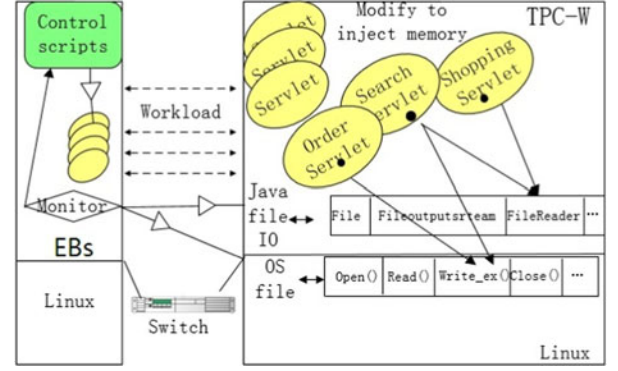 Control
scripts
Modify to
inject memory
TPC-W
Servlet
Servlet
Servlet
Search
Servlet
Shopping
Servlet
Order
Servlet
Workload
Monitor
EBs
Java
file
IO
File
Fileoutputsrteam
FileReader
...
OS
file
Open()
Read()
Write_ex()
Close()
...
Linux
Switch
Linux